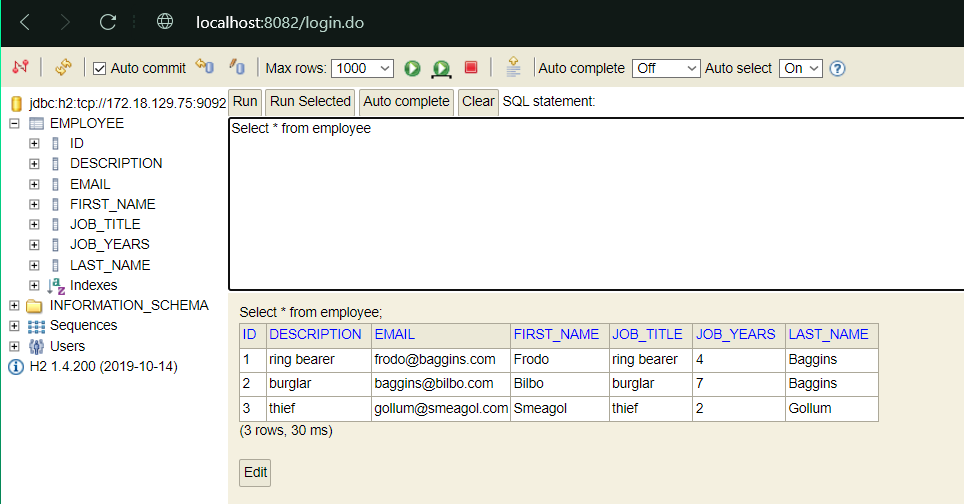 localhost:8082/login.do
Auto commit Max rows: 1000 Auto complete Off Auto select On ?
jdbc:h2:tcp://172.18.129.75:9092
EMPLOYEE
ID
DESCRIPTION
EMAIL
FIRST_NAME
JOB_TITLE
JOB_YEARS
LAST_NAME
Indexes
INFORMATION_SCHEMA
Sequences
Users
H2 1.4.200 (2019-10-14)
Run Run Selected Auto complete Clear SQL statement:
Select * from employee
Select * from employee;
ID DESCRIPTION EMAIL FIRST_NAME JOB_TITLE JOB_YEARS LAST_NAME
1 ring bearer frodo@baggins.com Frodo ring bearer 4 Baggins
2 burglar baggins@bilbo.com Bilbo burglar 7 Baggins
3 thief gollum@smeagol.com Smeagol thief 2 Gollum
(3 rows, 30 ms)
Edit